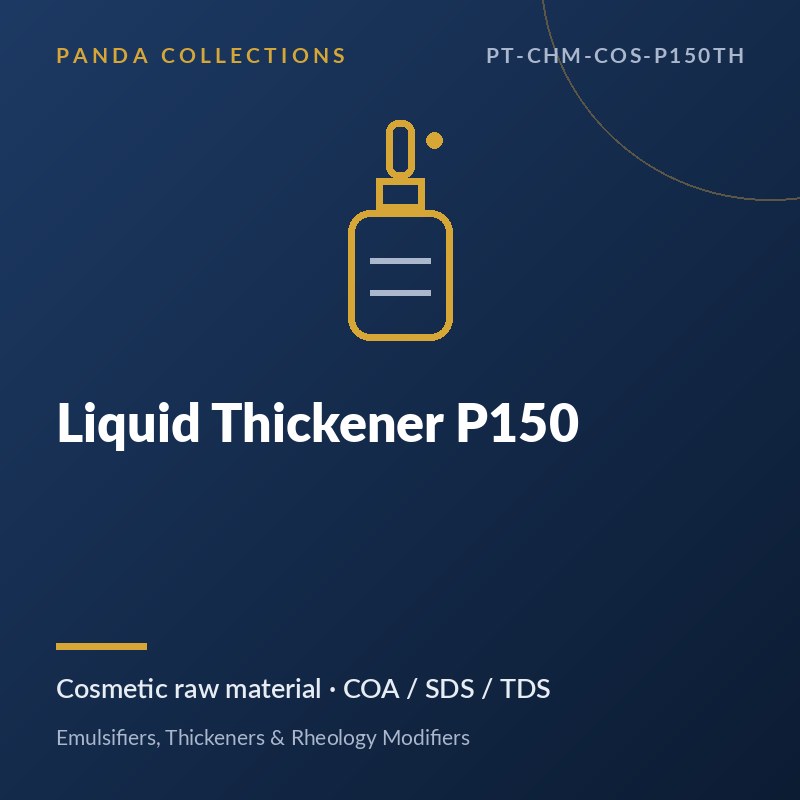 PANDA COLLECTIONS
PT-CHM-COS-P150TH
Liquid Thickener P150
Cosmetic raw material · COA / SDS / TDS
Emulsifiers, Thickeners & Rheology Modifiers